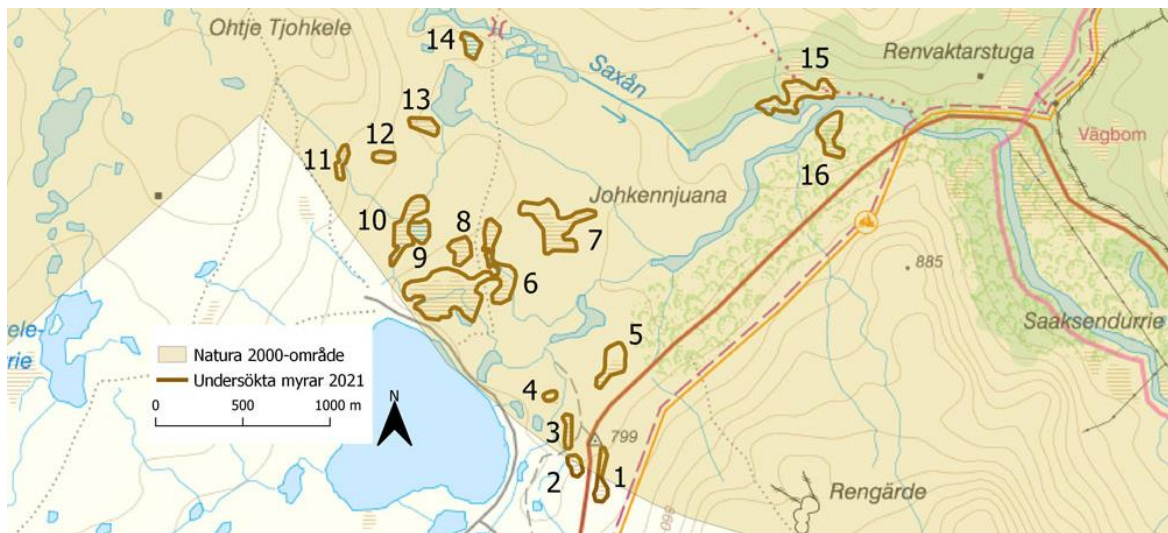 Ohtje Tjohkele
14
Saxån
15
Renvaktarstuga
13
12
11
Vägbom
16
10
Johkennjuana
8
7
9
6
885
Saaksendurrie
5
Natura 2000-område
Undersökta myrar 2021
0 500 1000 m
N
4
3
799
2
1
Rengärde